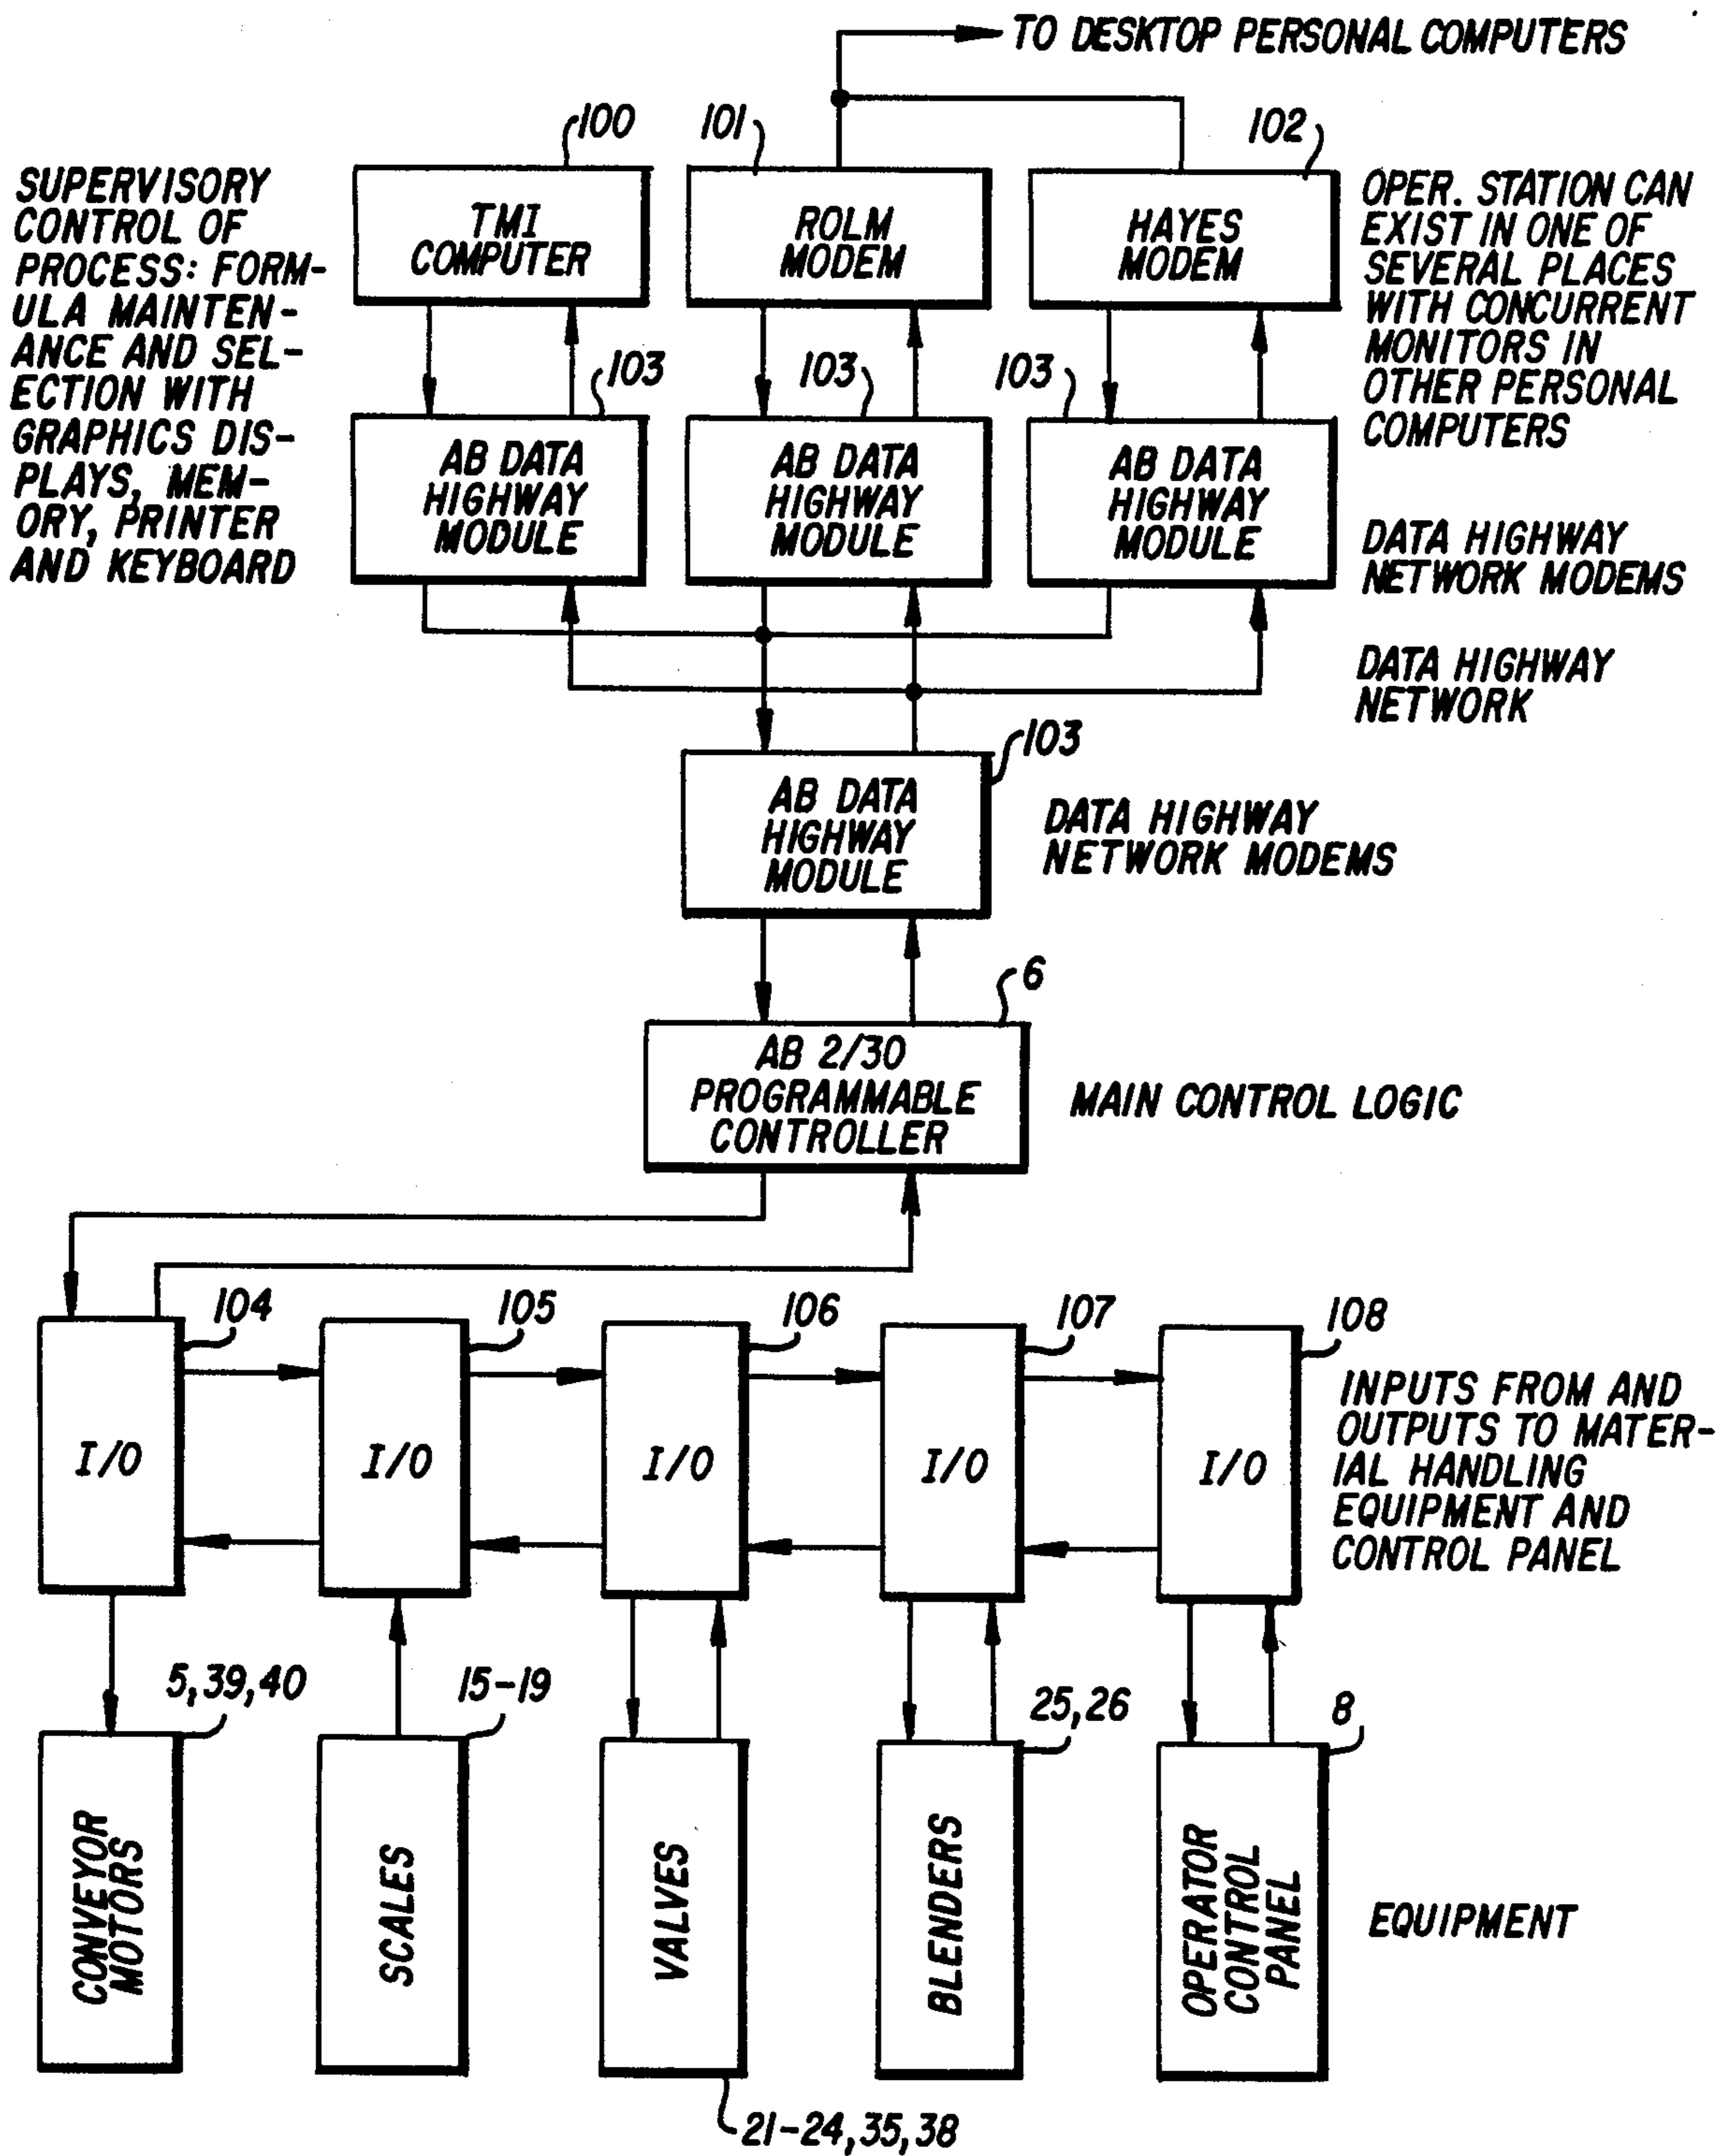 TO DESKTOP PERSONAL COMPUTERS
100
101
102
SUPERVISORY
CONTROL OF
PROCESS: FORM-
ULA MAINTEN-
ANCE AND SEL-
ECTION WITH
GRAPHICS DIS-
PLAYS, MEM-
ORY, PRINTER
AND KEYBOARD
TMI
COMPUTER
ROLM
MODEM
HAYES
MODEM
OPER. STATION CAN
EXIST IN ONE OF
SEVERAL PLACES
WITH CONCURRENT
MONITORS IN
OTHER PERSONAL
COMPUTERS
103
103
103
AB DATA
HIGHWAY
MODULE
AB DATA
HIGHWAY
MODULE
AB DATA
HIGHWAY
MODULE
DATA HIGHWAY
NETWORK MODEMS
DATA HIGHWAY
NETWORK
103
AB DATA
HIGHWAY
MODULE
DATA HIGHWAY
NETWORK MODEMS
6
AB 2/30
PROGRAMMABLE
CONTROLLER
MAIN CONTROL LOGIC
104
105
106
107
108
I/O
I/O
I/O
I/O
I/O
INPUTS FROM AND
OUTPUTS TO MATER-
IAL HANDLING
EQUIPMENT AND
CONTROL PANEL
5,39,40
15-19
25,26
8
CONVEYOR
MOTORS
SCALES
VALVES
BLENDERS
OPERATOR
CONTROL
PANEL
EQUIPMENT
21-24,35,38